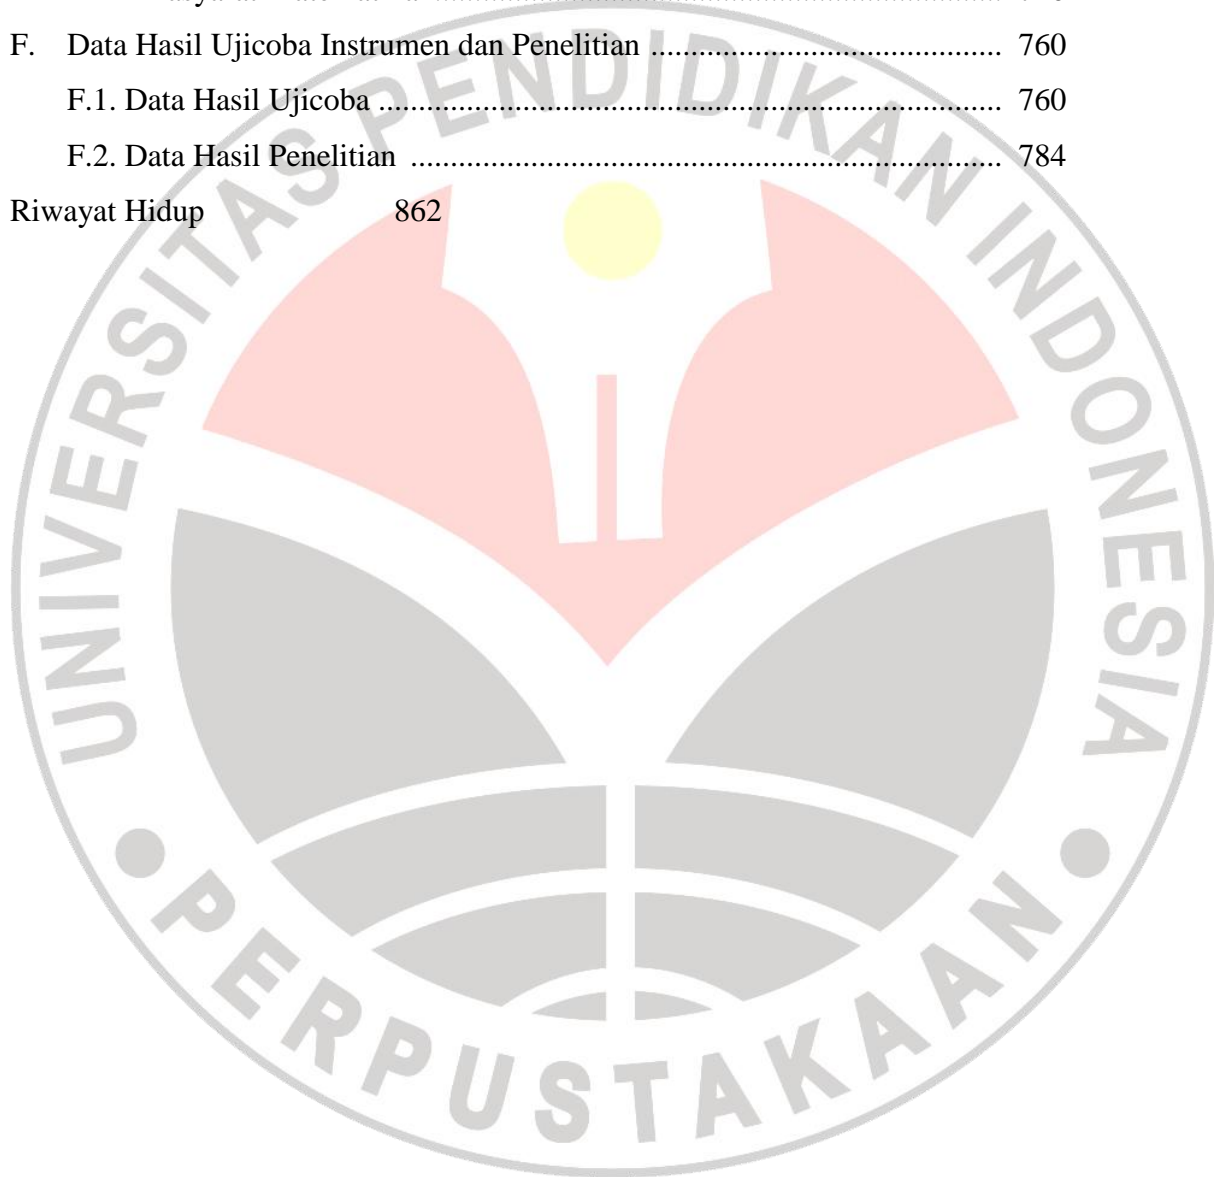 F. Data Hasil Ujicoba Instrumen dan Penelitian ............................................ 760
F.1. Data Hasil Ujicoba .............................................................................. 760
F.2. Data Hasil Penelitian .......................................................................... 784
Riwayat Hidup 862
UNIVERSITAS PENDIDIKAN INDONESIA
PERPUSTAKAAN